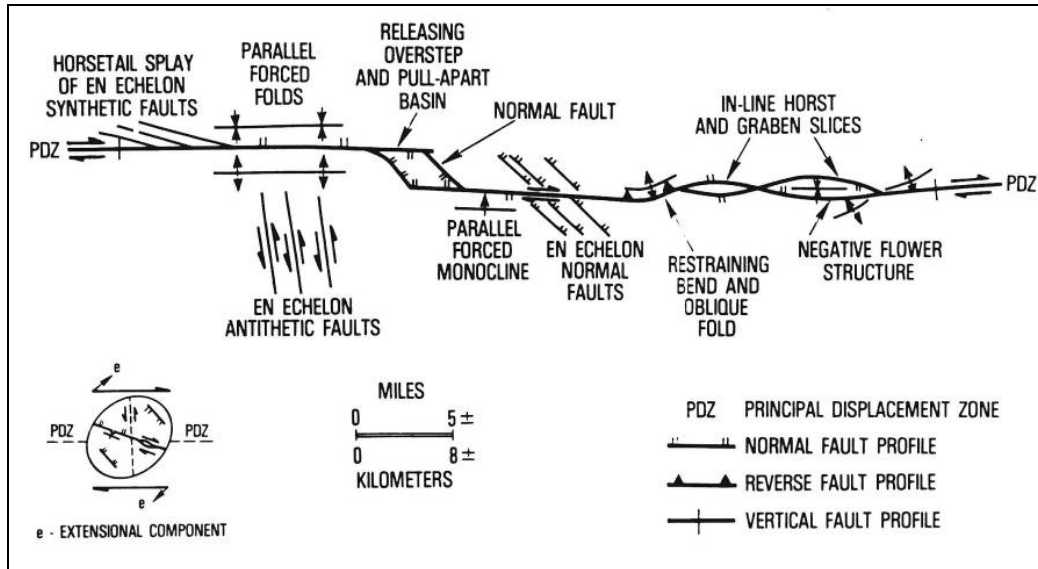 HORSETAIL SPLAY
OF EN ECHELON
SYNTHETIC FAULTS
PARALLEL
FORCED
FOLDS
RELEASING
OVERSTEP
AND PULL-APART
BASIN
NORMAL FAULT
IN-LINE HORST
AND GRABEN SLICES
PDZ
PDZ
EN ECHELON
ANTITHETIC FAULTS
PARALLEL
FORCED
MONOCLINE
EN ECHELON
NORMAL
FAULTS
RESTRAINING
BEND AND
OBLIQUE
FOLD
NEGATIVE FLOWER
STRUCTURE
e
PDZ
PDZ
e
e - EXTENSIONAL COMPONENT
MILES
0 5 ±
0 8 ±
KILOMETERS
PDZ PRINCIPAL DISPLACEMENT ZONE
NORMAL FAULT PROFILE
REVERSE FAULT PROFILE
VERTICAL FAULT PROFILE